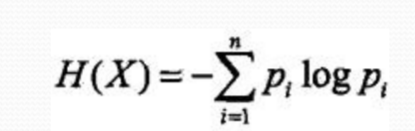 H(X) = -∑_{i=1}^{n} p_i log p_i